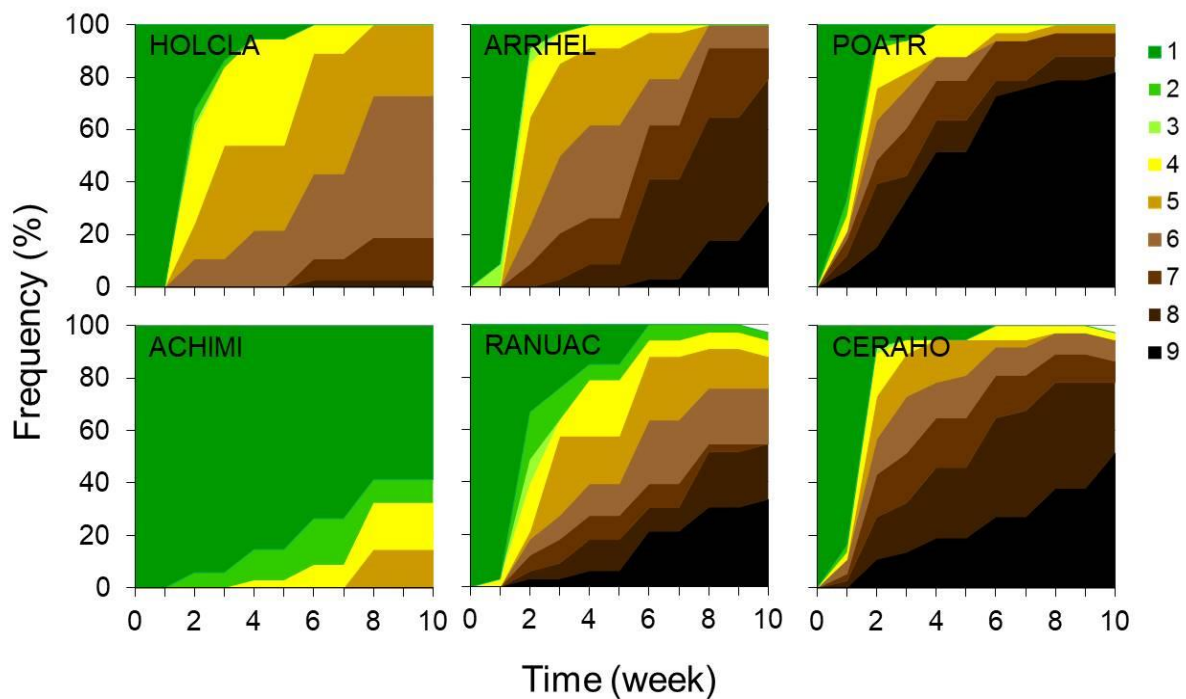 Frequency (%)
100
80
60
40
20
0
HOLCLA
ARRHEL
POATR
1
2
3
4
5
6
7
8
9
Frequency (%)
100
80
60
40
20
0
ACHIMI
RANUAC
CERAHO
0 2 4 6 8 10
0 2 4 6 8 10
0 2 4 6 8 10
Time (week)